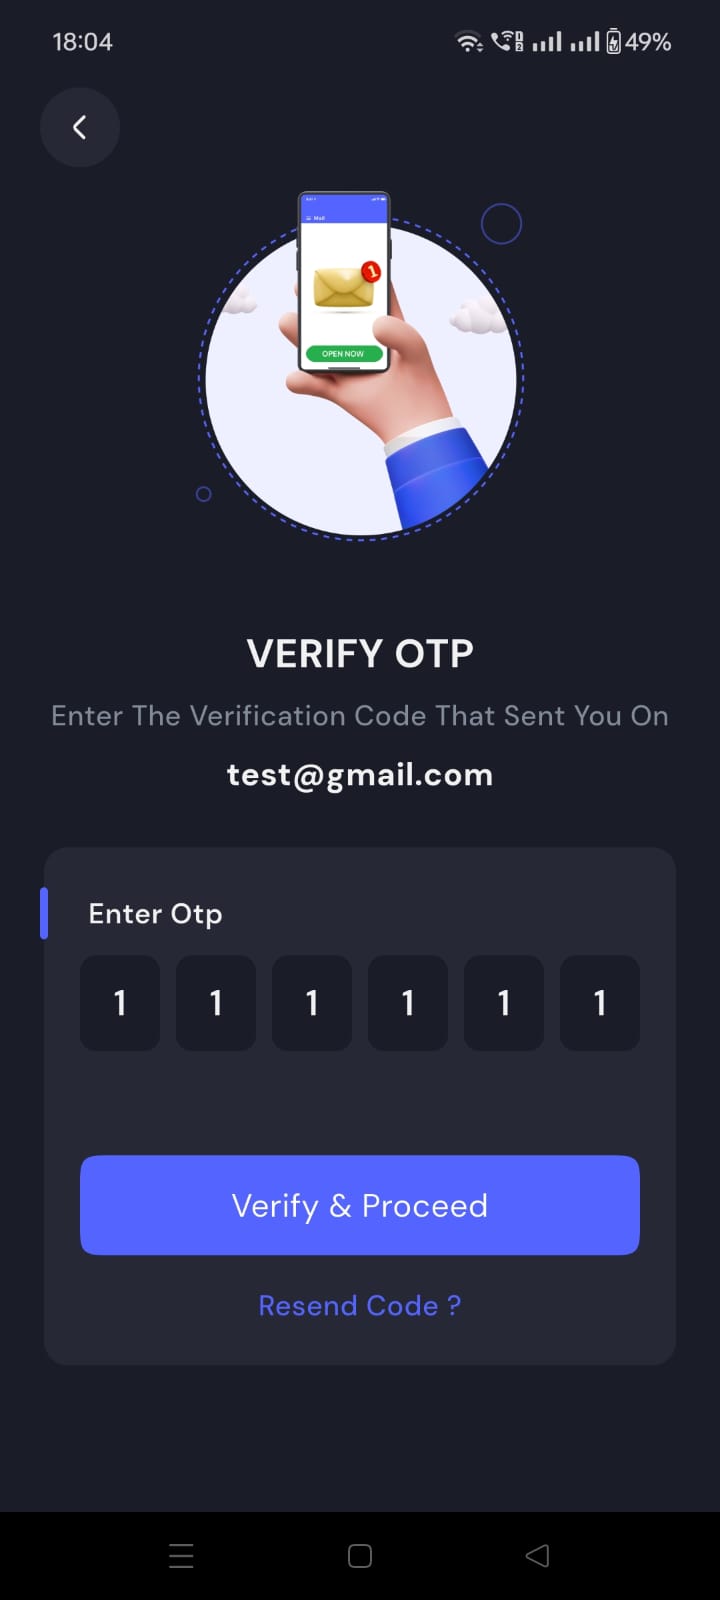 18:04
49%
Mail
1
OPEN NOW
VERIFY OTP
Enter The Verification Code That Sent You On
test@gmail.com
Enter Otp
1 1 1 1 1 1
Verify & Proceed
Resend Code ?